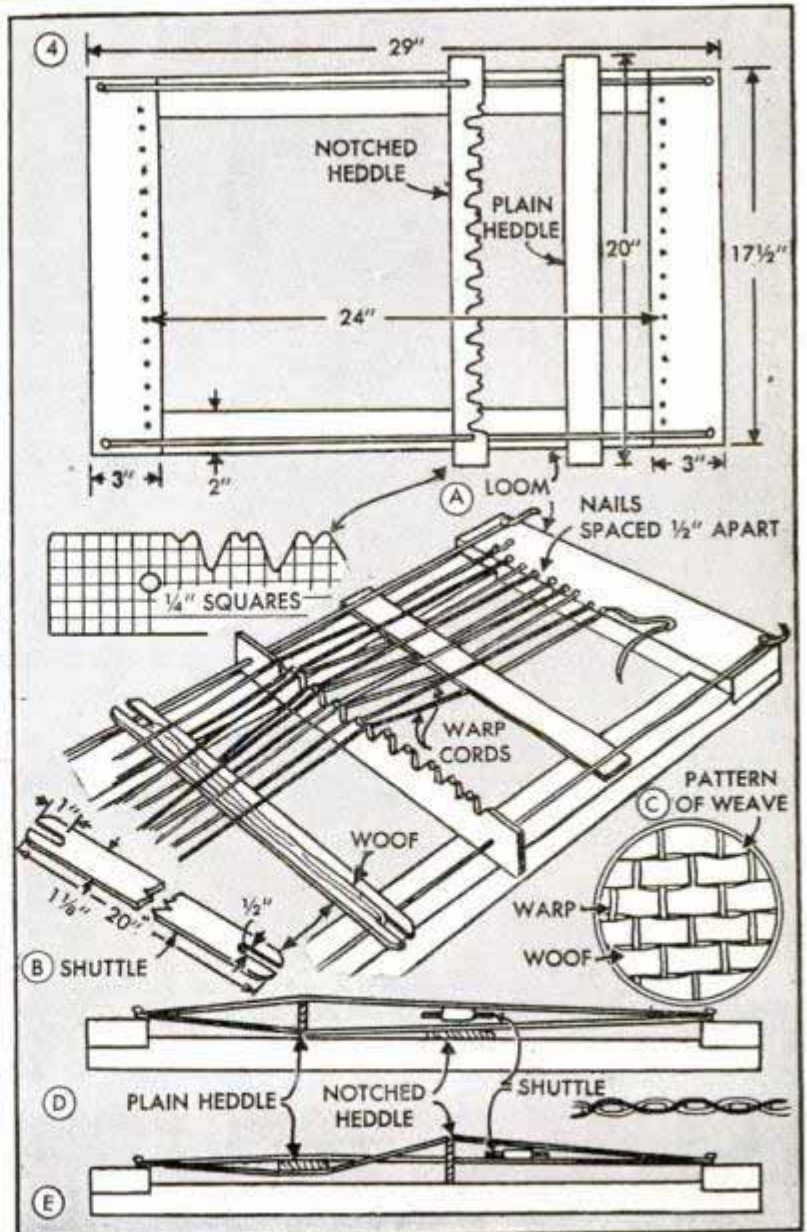 4
29"
NOTCHED
HEDDLE
PLAIN
HEDDLE
20"
17½"
24"
3"
2"
3"
A LOOM
NAILS
SPACED ½" APART
¼" SQUARES
WARP
CORDS
PATTERN
C OF WEAVE
1"
WOOF
1⅛"
20"
½"
WARP
WOOF
B SHUTTLE
PLAIN HEDDLE
NOTCHED
HEDDLE
SHUTTLE
D
E